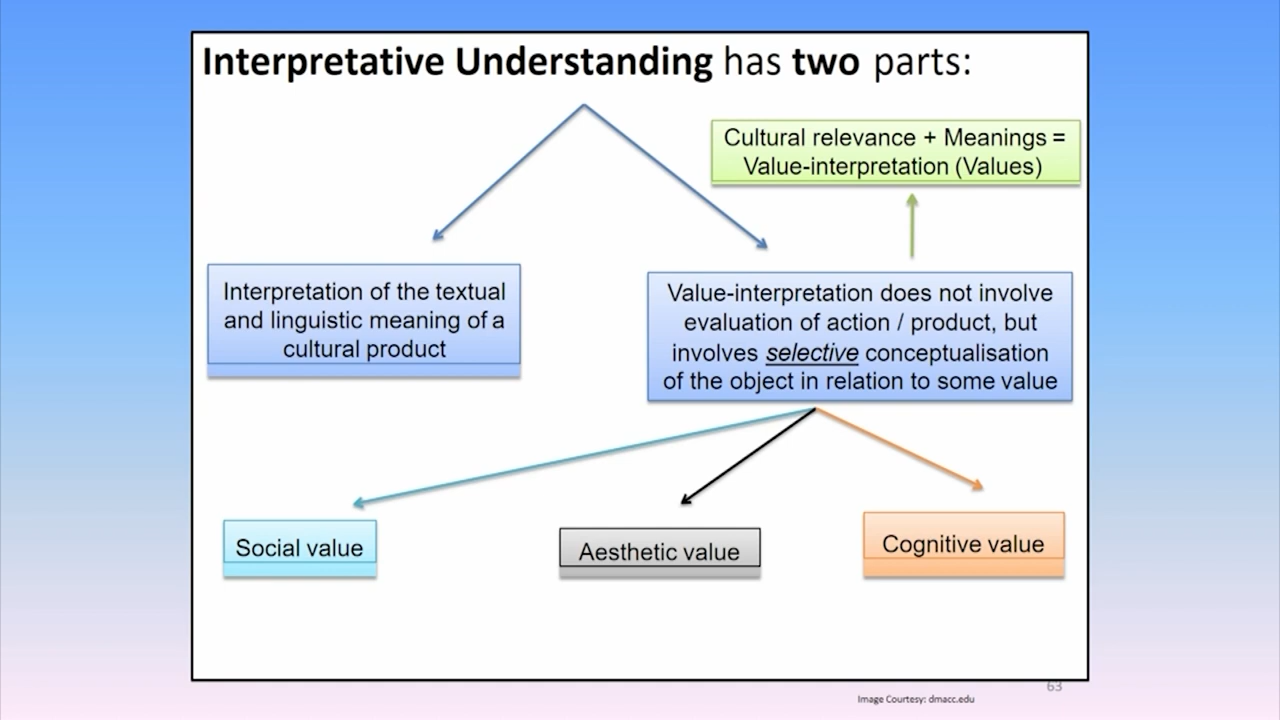 Interpretative Understanding has two parts:
Cultural relevance + Meanings =
Value-interpretation (Values)
Interpretation of the textual
and linguistic meaning of a
cultural product
Value-interpretation does not involve
evaluation of action / product, but
involves selective conceptualisation
of the object in relation to some value
Social value
Aesthetic value
Cognitive value
63
Image Courtesy: dmacc.edu